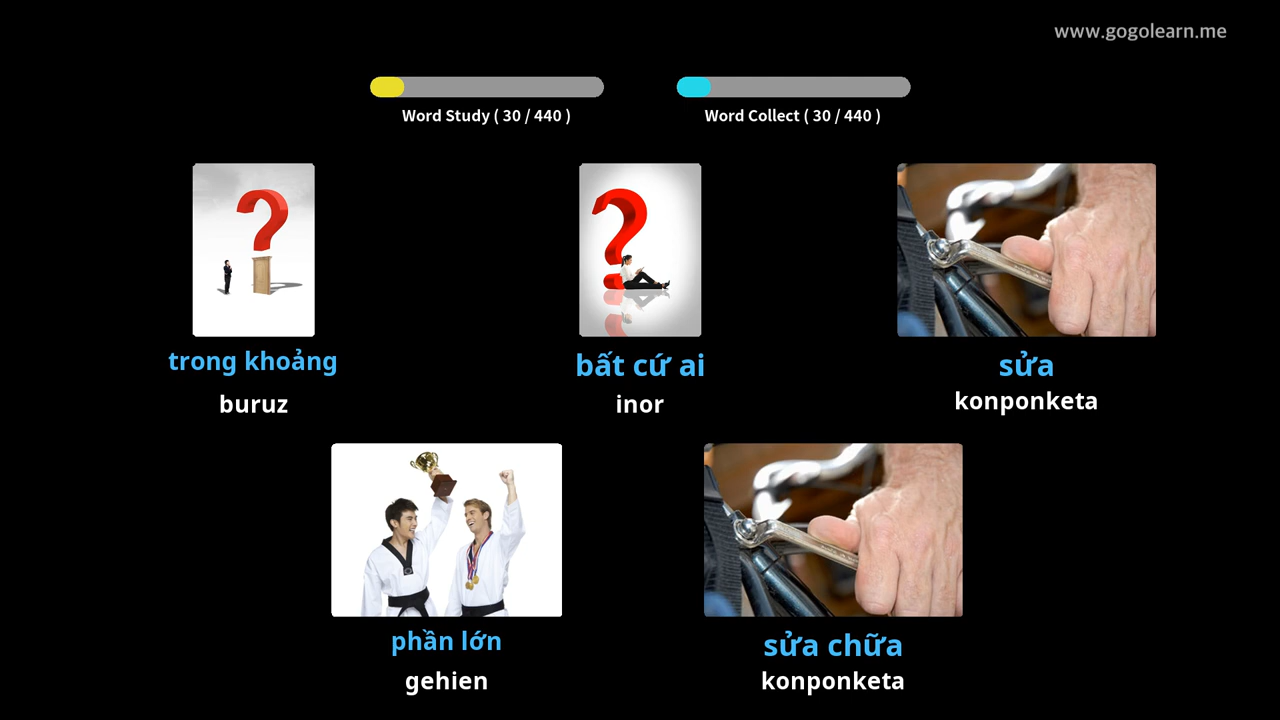 www.gogolearn.me
Word Study ( 30 / 440 )
Word Collect ( 30 / 440 )
trong khoảng
buruz
bất cứ ai
inor
sửa
konponketa
phần lớn
gehien
sửa chữa
konponketa